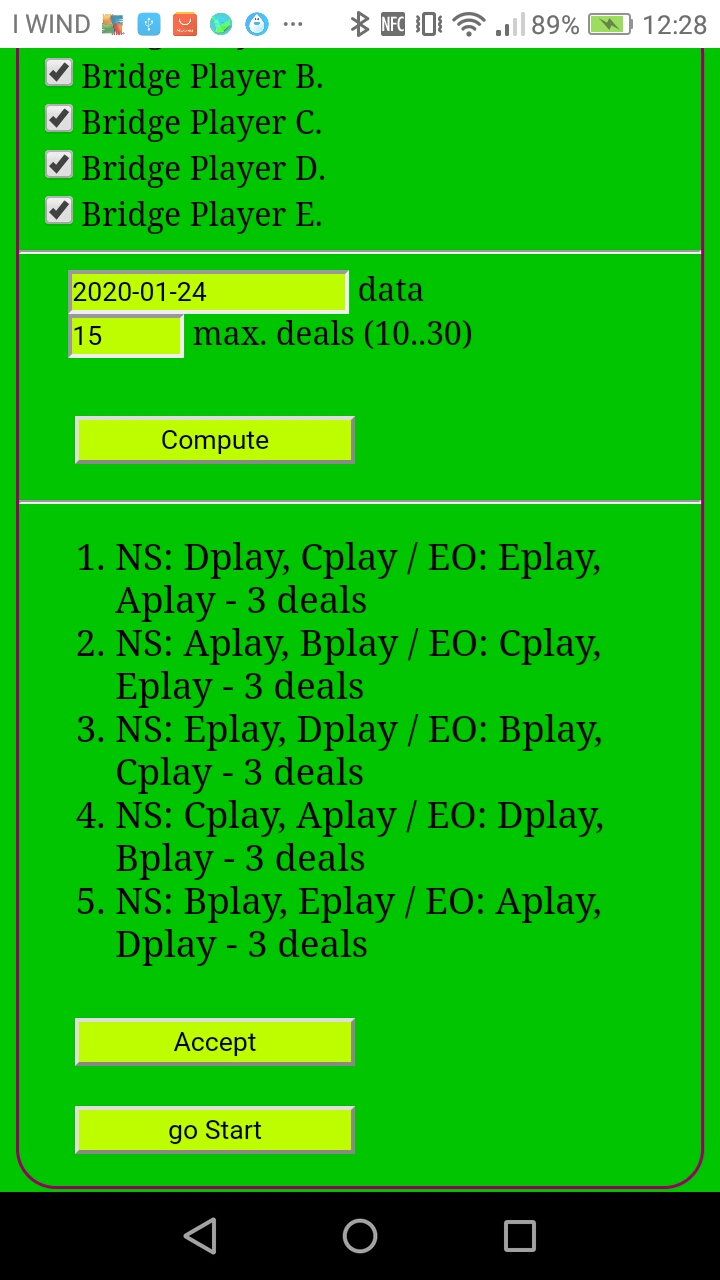 I WIND NFC 89% 12:28
Bridge Player B.
Bridge Player C.
Bridge Player D.
Bridge Player E.
2020-01-24 data
15 max. deals (10..30)
Compute
1. NS: Dplay, Cplay / EO: Eplay,
Aplay - 3 deals
2. NS: Aplay, Bplay / EO: Cplay,
Eplay - 3 deals
3. NS: Eplay, Dplay / EO: Bplay,
Cplay - 3 deals
4. NS: Cplay, Aplay / EO: Dplay,
Bplay - 3 deals
5. NS: Bplay, Eplay / EO: Aplay,
Dplay - 3 deals
Accept
go Start